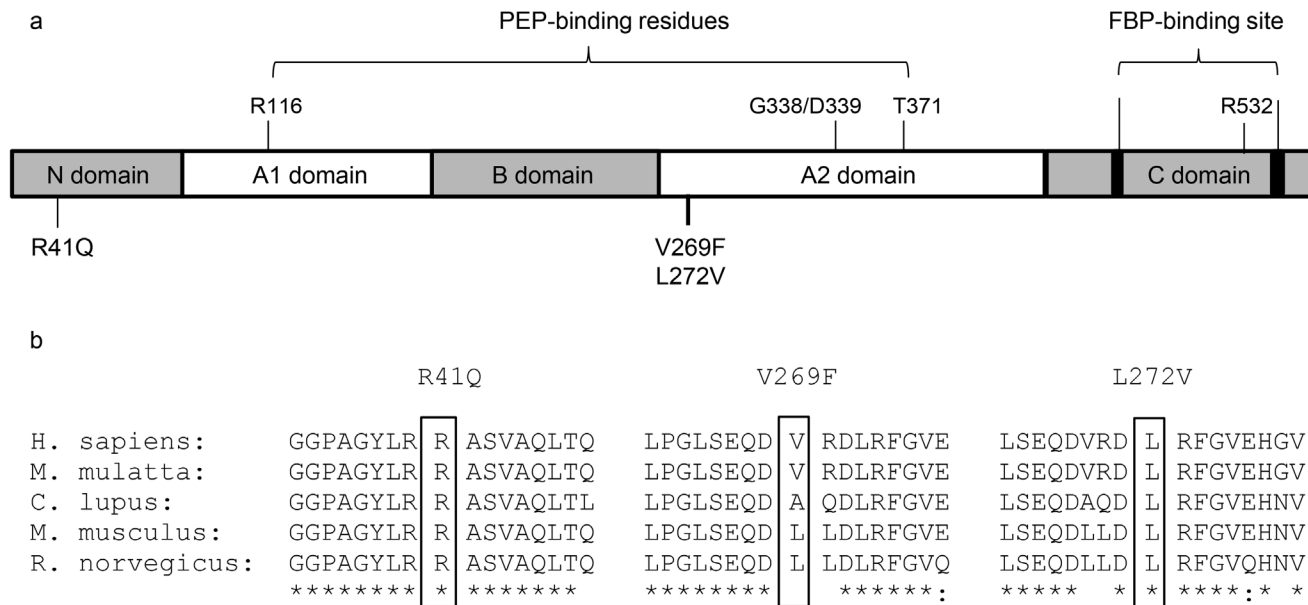 a
PEP-binding residues FBP-binding site
R116 G338/D339 T371 R532
N domain A1 domain B domain A2 domain C domain
R41Q V269F
L272V
b
R41Q V269F L272V
H. sapiens: GGPAGYLR R ASVAQLTQ LPGLSEQD V RDLRFGVE LSEQDVRD L RFGVEHGV
M. mulatta: GGPAGYLR R ASVAQLTQ LPGLSEQD V RDLRFGVE LSEQDVRD L RFGVEHGV
C. lupus: GGPAGYLR R ASVAQLTL LPGLSEQD A QDLRFGVE LSEQDAQD L RFGVEHNV
M. musculus: GGPAGYLR R ASVAQLTQ LPGLSEQD L LDLRFGVE LSEQDLLD L RFGVEHNV
R. norvegicus: GGPAGYLR R ASVAQLTQ LPGLSEQD L LDLRFGVQ LSEQDLLD L RFGVQHNV
******** * ******* ******** ******: ***** * * ****:* *